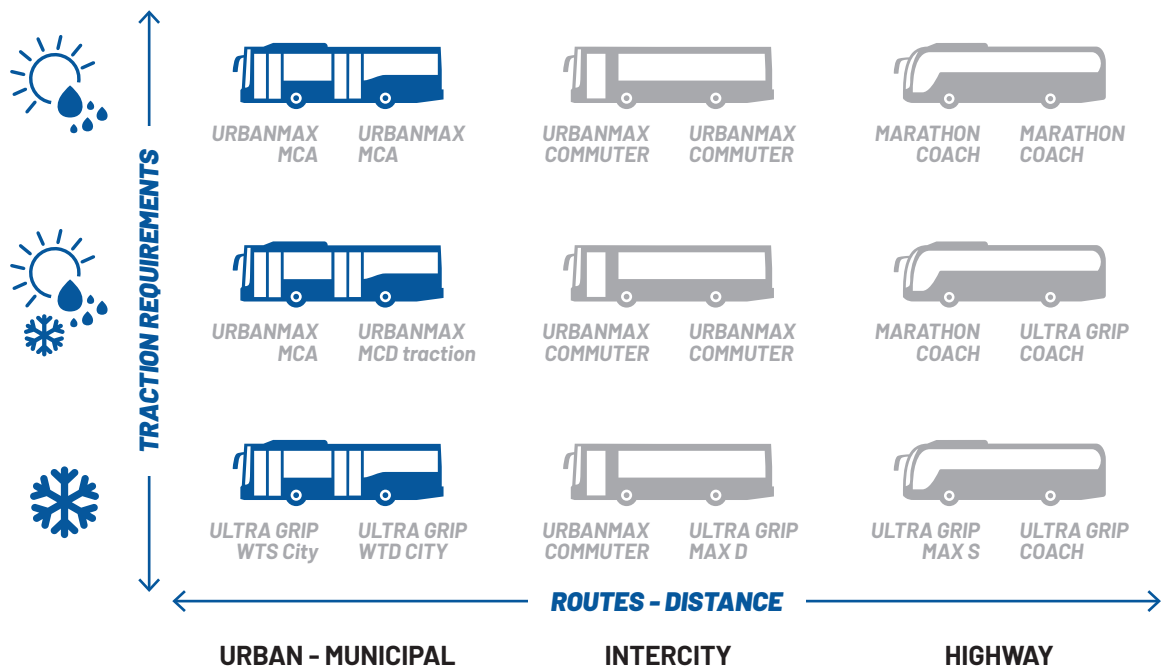 TRACTION REQUIREMENTS
URBANMAX
MCA
URBANMAX
MCA
URBANMAX
COMMUTER
URBANMAX
COMMUTER
MARATHON
COACH
MARATHON
COACH
URBANMAX
MCA
URBANMAX
MCD traction
URBANMAX
COMMUTER
URBANMAX
COMMUTER
MARATHON
COACH
ULTRA GRIP
COACH
ULTRA GRIP
WTS City
ULTRA GRIP
WTD CITY
URBANMAX
COMMUTER
ULTRA GRIP
MAX D
ULTRA GRIP
MAX S
ULTRA GRIP
COACH
ROUTES - DISTANCE
URBAN - MUNICIPAL
INTERCITY
HIGHWAY